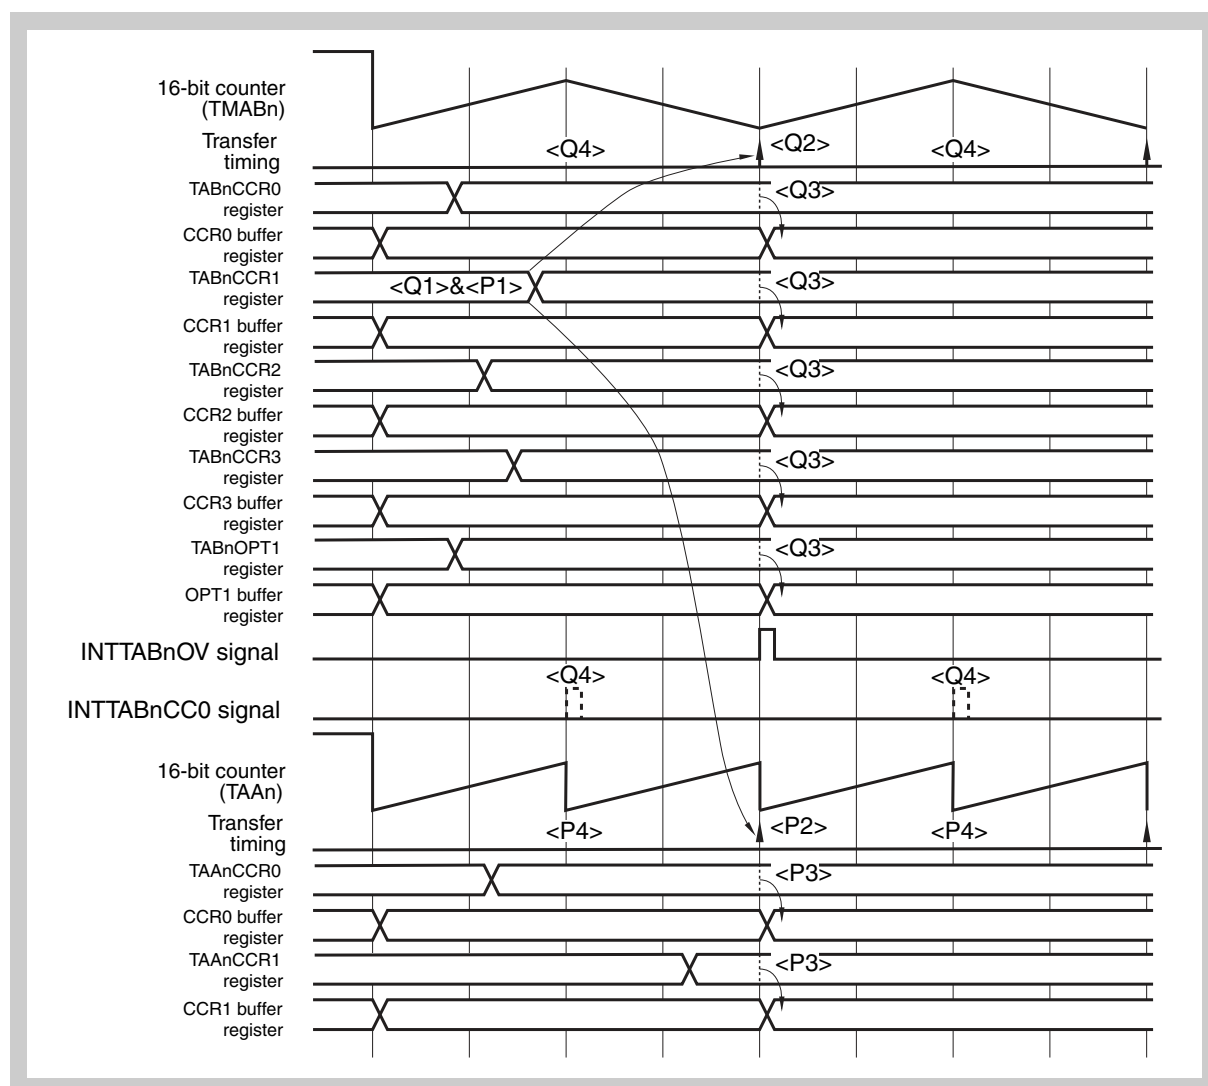 16-bit counter
(TMABn)
Transfer
timing
<Q4>
<Q2>
<Q4>
TABnCCR0
register
<Q3>
CCR0 buffer
register
TABnCCR1
register
<Q1>&<P1>
<Q3>
CCR1 buffer
register
TABnCCR2
register
<Q3>
CCR2 buffer
register
TABnCCR3
register
<Q3>
CCR3 buffer
register
TABnOPT1
register
<Q3>
OPT1 buffer
register
INTTABnOV signal
<Q4>
<Q4>
INTTABnCC0 signal
16-bit counter
(TAAn)
Transfer
timing
<P4>
<P2>
<P4>
TAAnCCR0
register
<P3>
CCR0 buffer
register
TAAnCCR1
register
<P3>
CCR1 buffer
register